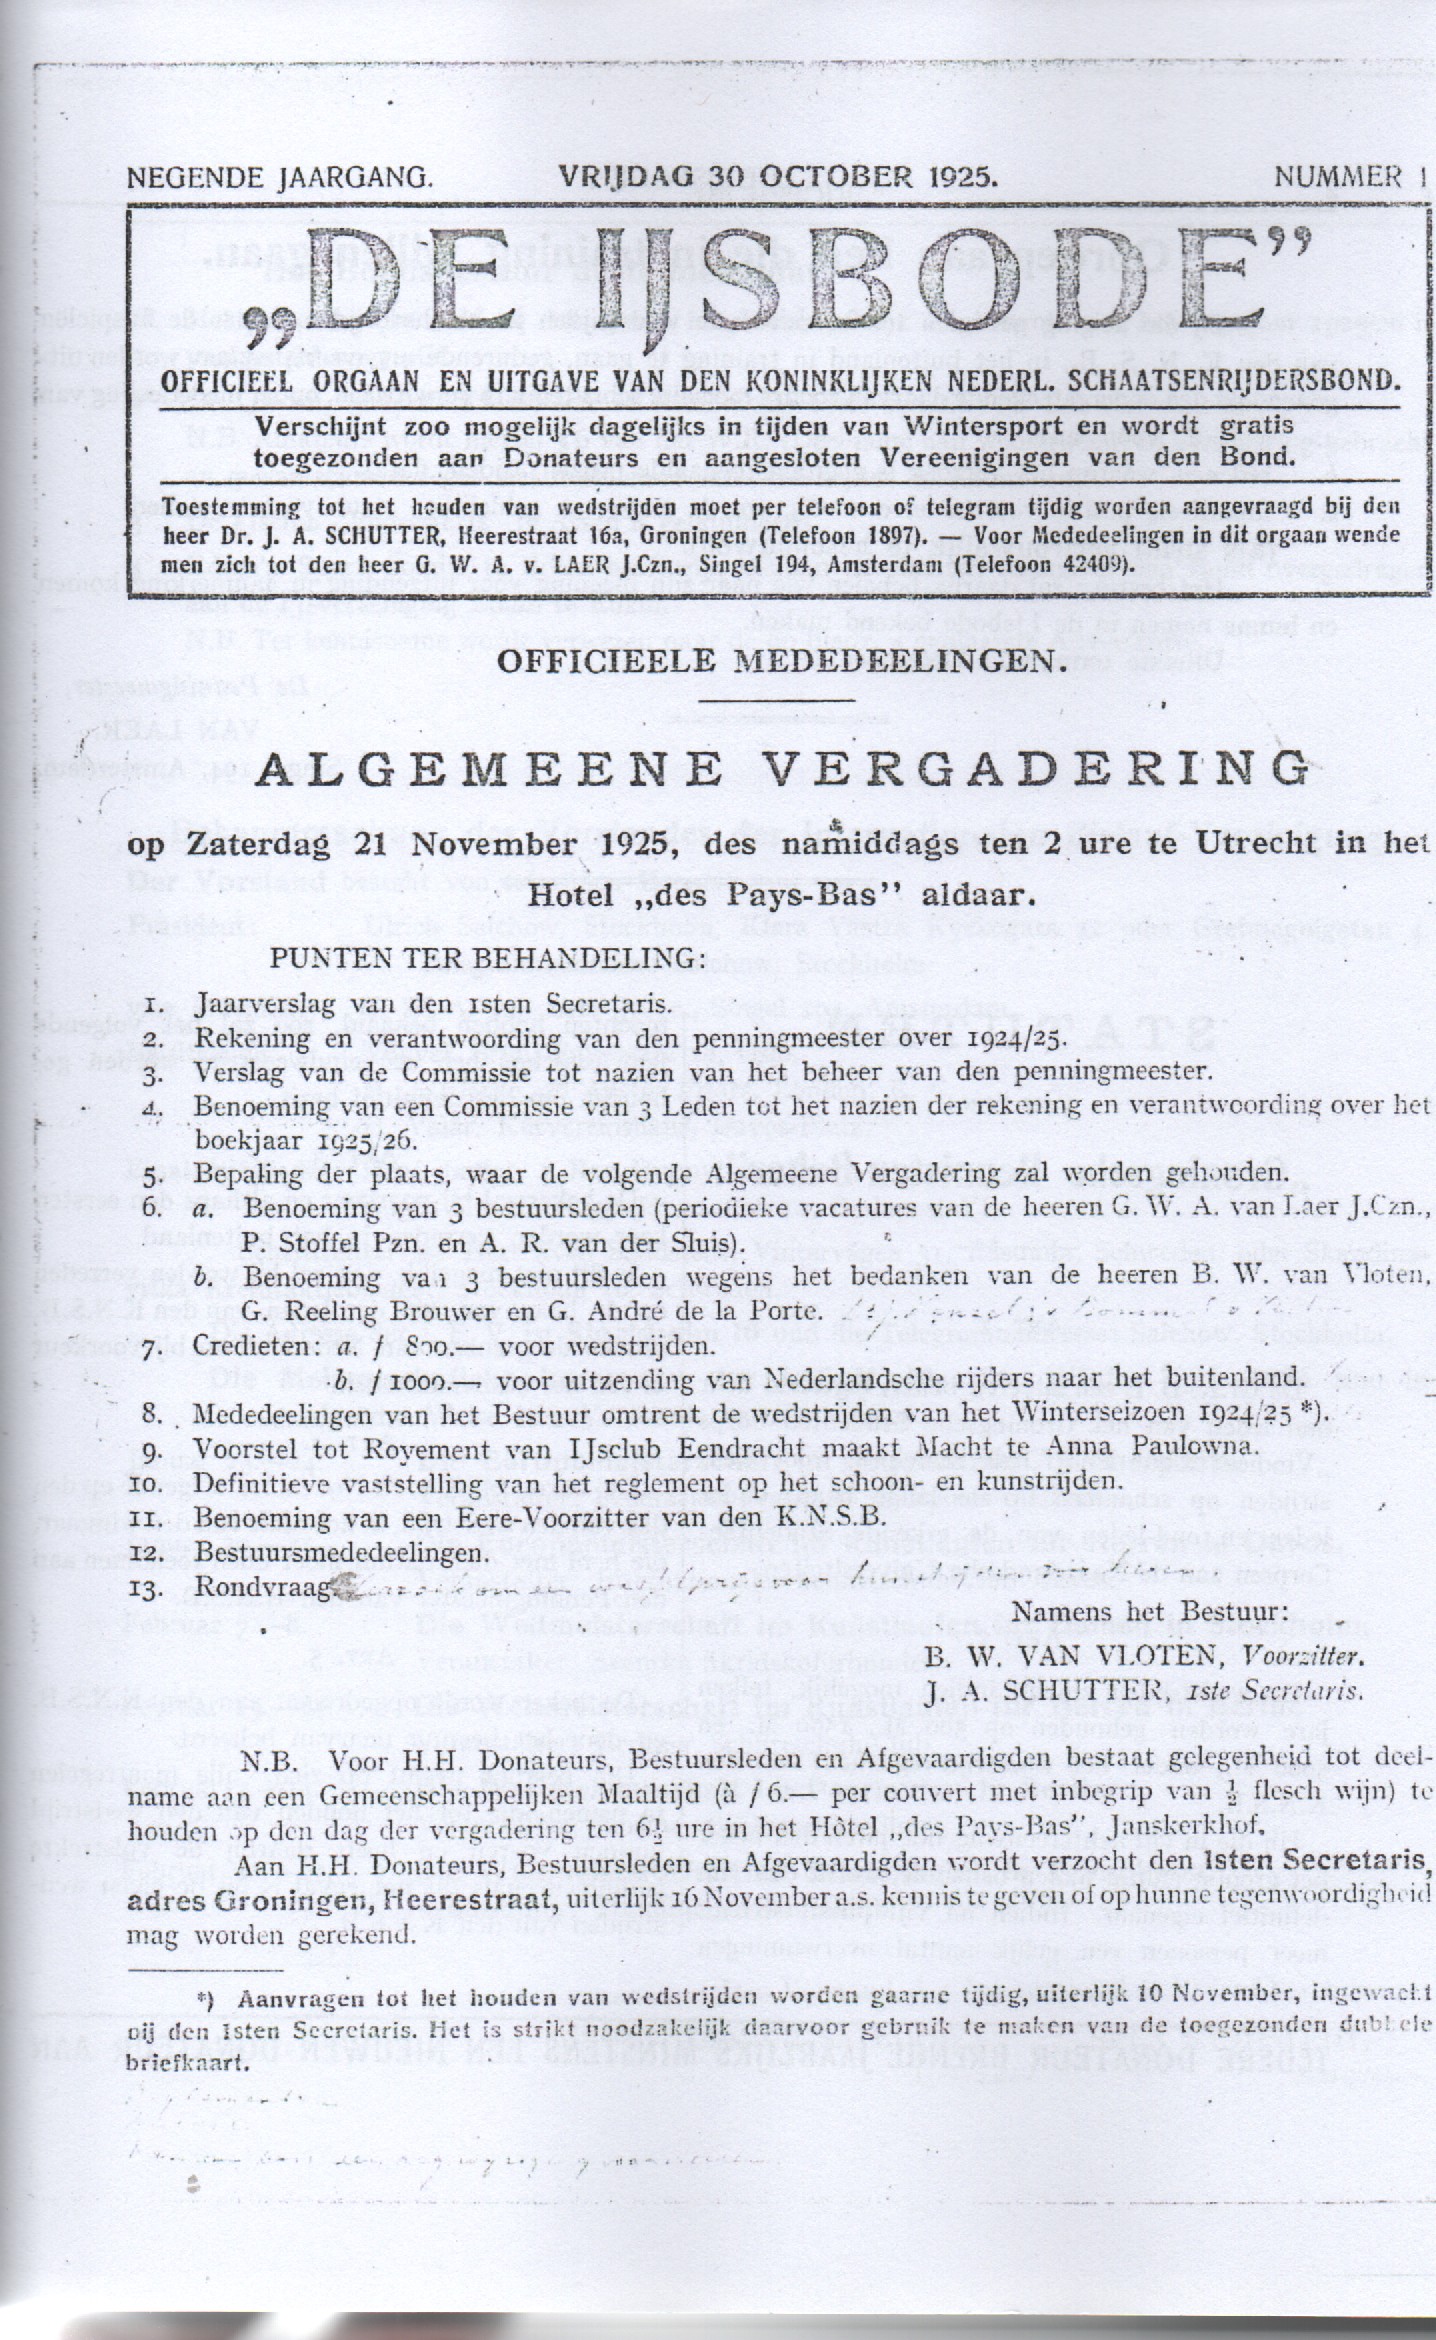 NEGENDE JAARGANG. VRIJDAG 30 OCTOBER 1925. NUMMER 1
„DE IJSBODE”
OFFICIEEL ORGAAN EN UITGAVE VAN DEN KONINKLIJKEN NEDERL. SCHAATSENRIJDERSBOND.
Verschijnt zoo mogelijk dagelijks in tijden van Wintersport en wordt gratis
toegezonden aan Donateurs en aangesloten Vereenigingen van den Bond.
Toestemming tot het houden van wedstrijden moet per telefoon of telegram tijdig worden aangevraagd bij den
heer Dr. J. A. SCHUTTER, Heerestraat 16a, Groningen (Telefoon 1897). — Voor Mededeelingen in dit orgaan wende
men zich tot den heer G. W. A. v. LAER J.Czn., Singel 194, Amsterdam (Telefoon 42409).
OFFICIEELE MEDEDEELINGEN.
ALGEMEENE VERGADERING
op Zaterdag 21 November 1925, des namiddags ten 2 ure te Utrecht in het
Hotel „des Pays-Bas” aldaar.
PUNTEN TER BEHANDELING:
1. Jaarverslag van den 1sten Secretaris.
2. Rekening en verantwoording van den penningmeester over 1924/25.
3. Verslag van de Commissie tot nazien van het beheer van den penningmeester.
4. Benoeming van een Commissie van 3 Leden tot het nazien der rekening en verantwoording over het
boekjaar 1925/26.
5. Bepaling der plaats, waar de volgende Algemeene Vergadering zal worden gehouden.
6. a. Benoeming van 3 bestuursleden (periodieke vacatures van de heeren G. W. A. van Laer J.Czn.,
P. Stoffel Pzn. en A. R. van der Sluis).
b. Benoeming van 3 bestuursleden wegens het bedanken van de heeren B. W. van Vloten,
G. Reeling Brouwer en G. André de la Porte.
7. Credieten: a. ƒ 800.— voor wedstrijden.
b. ƒ 1000.— voor uitzending van Nederlandsche rijders naar het buitenland.
8. Mededeelingen van het Bestuur omtrent de wedstrijden van het Winterseizoen 1924/25 *).
9. Voorstel tot Royement van IJsclub Eendracht maakt Macht te Anna Paulowna.
10. Definitieve vaststelling van het reglement op het schoon- en kunstrijden.
11. Benoeming van een Eere-Voorzitter van den K.N.S.B.
12. Bestuursmededeelingen.
13. Rondvraag
Namens het Bestuur:
B. W. VAN VLOTEN, Voorzitter.
J. A. SCHUTTER, 1ste Secretaris.
N.B. Voor H.H. Donateurs, Bestuursleden en Afgevaardigden bestaat gelegenheid tot deel-
name aan een Gemeenschappelijken Maaltijd (à ƒ 6.— per couvert met inbegrip van ½ flesch wijn) te
houden op den dag der vergadering ten 6½ ure in het Hôtel „des Pays-Bas”, Janskerkhof.
Aan H.H. Donateurs, Bestuursleden en Afgevaardigden wordt verzocht den 1sten Secretaris,
adres Groningen, Heerestraat, uiterlijk 16 November a.s. kennis te geven of op hunne tegenwoordigheid
mag worden gerekend.
*) Aanvragen tot het houden van wedstrijden worden gaarne tijdig, uiterlijk 10 November, ingewacht
bij den 1sten Secretaris. Het is strikt noodzakelijk daarvoor gebruik te maken van de toegezonden dubbele
briefkaart.